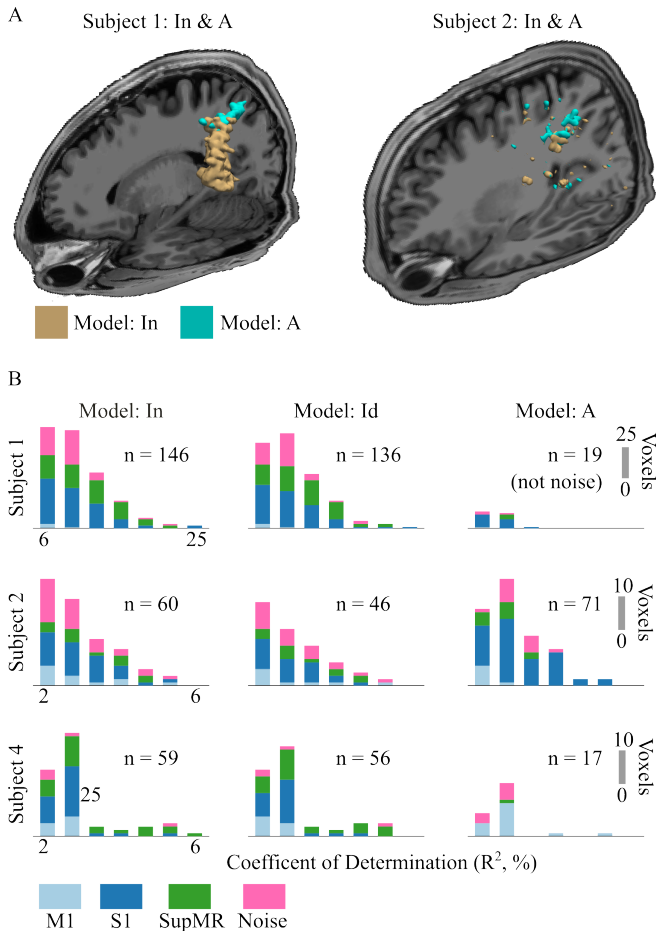 A
Subject 1: In & A
Subject 2: In & A
Model: In
Model: A
B
Model: In
Model: Id
Model: A
Subject 1
n = 146
n = 136
n = 19
(not noise)
25
0
Voxels
6
25
Subject 2
n = 60
n = 46
n = 71
10
0
Voxels
2
6
Subject 4
n = 59
n = 56
n = 17
10
0
Voxels
25
2
6
Coefficent of Determination (R², %)
M1
S1
SupMR
Noise